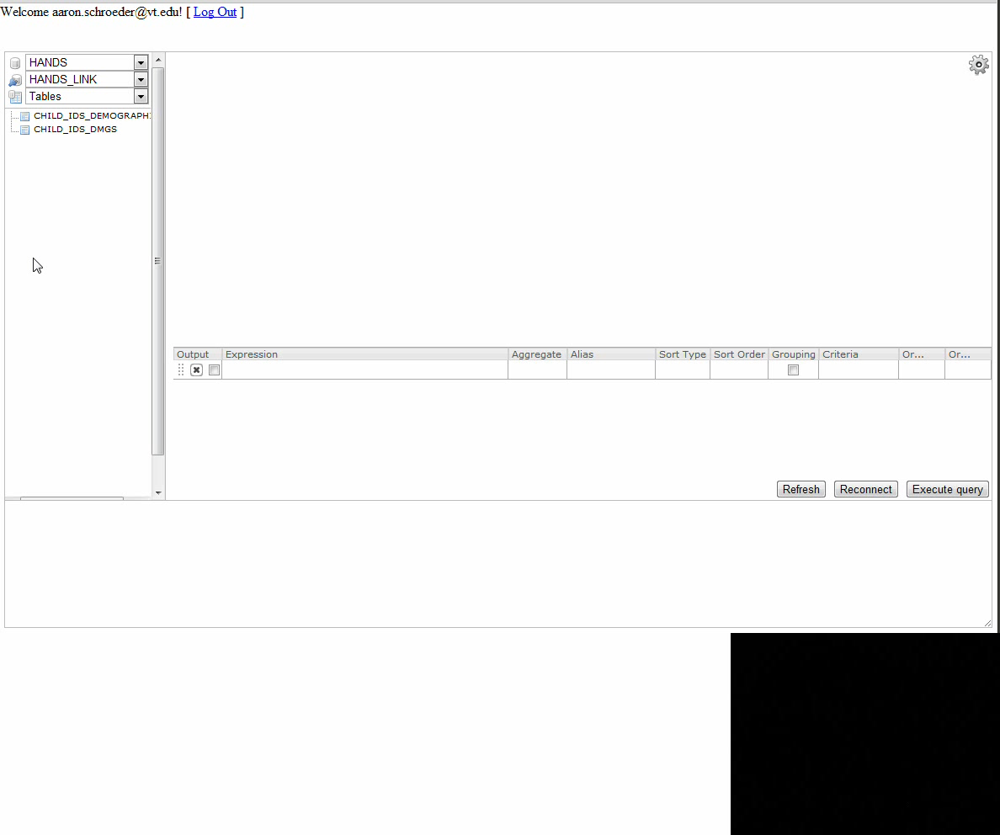 Welcome aaron.schroeder@vt.edu! [ Log Out ]
HANDS
HANDS_LINK
Tables
CHILD_IDS_DEMOGRAPH
CHILD_IDS_DMGS
Output Expression Aggregate Alias Sort Type Sort Order Grouping Criteria Or... Or...
Refresh Reconnect Execute query